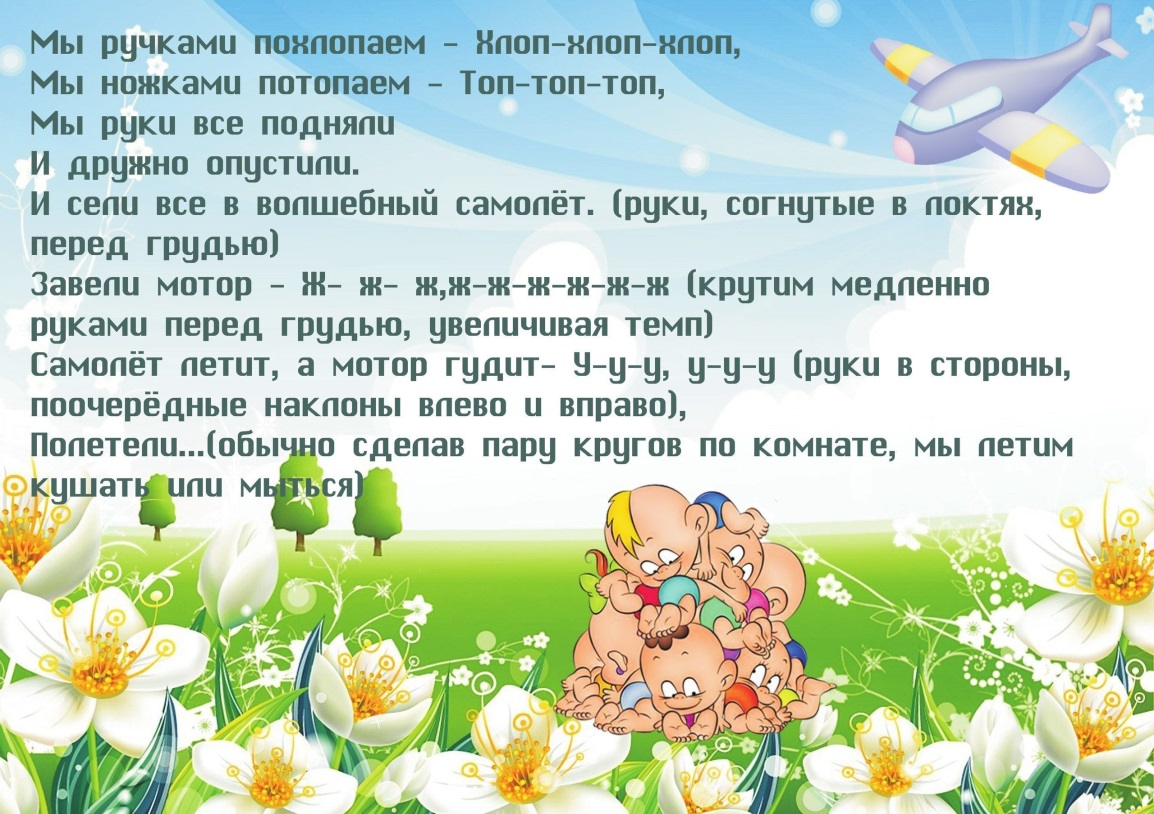 Мы ручками похлопаем - Хлоп-хлоп-хлоп,
Мы ножками потопаем - Топ-топ-топ,
Мы руки все подняли
И дружно опустили.
И сели все в волшебный самолёт. (руки, согнутые в локтях,
перед грудью)
Завели мотор - Ж- ж- ж,ж-ж-ж-ж-ж-ж (крутим медленно
руками перед грудью, увеличивая темп)
Самолёт летит, а мотор гудит- У-у-у, у-у-у (руки в стороны,
поочерёдные наклоны влево и вправо),
Полетели...(обычно сделав пару кругов по комнате, мы летим
кушать или мыться)